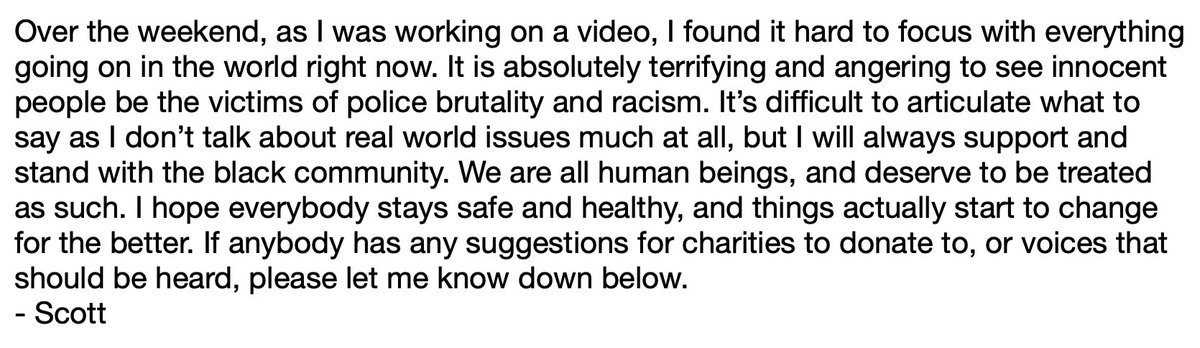 Over the weekend, as I was working on a video, I found it hard to focus with everything
going on in the world right now. It is absolutely terrifying and angering to see innocent
people be the victims of police brutality and racism. It’s difficult to articulate what to
say as I don’t talk about real world issues much at all, but I will always support and
stand with the black community. We are all human beings, and deserve to be treated
as such. I hope everybody stays safe and healthy, and things actually start to change
for the better. If anybody has any suggestions for charities to donate to, or voices that
should be heard, please let me know down below.
- Scott